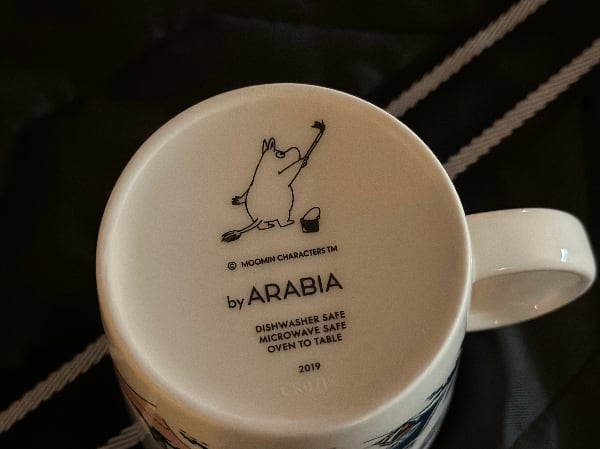 © MOOMIN CHARACTERS TM
by ARABIA
DISHWASHER SAFE
MICROWAVE SAFE
OVEN TO TABLE
2019